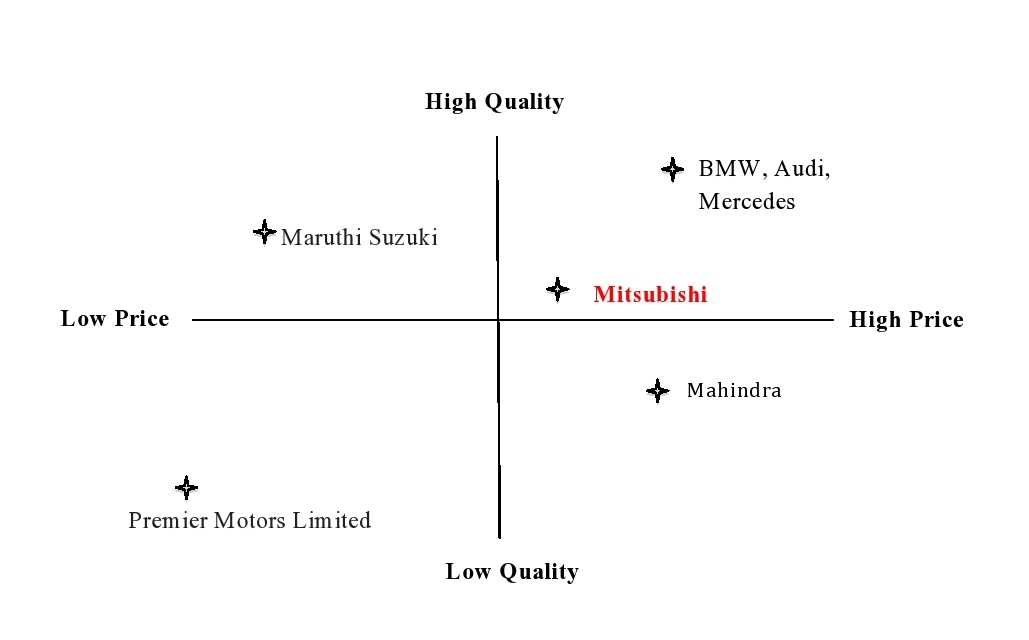 High Quality
BMW, Audi,
Mercedes
Maruthi Suzuki
Mitsubishi
Low Price
High Price
Mahindra
Premier Motors Limited
Low Quality